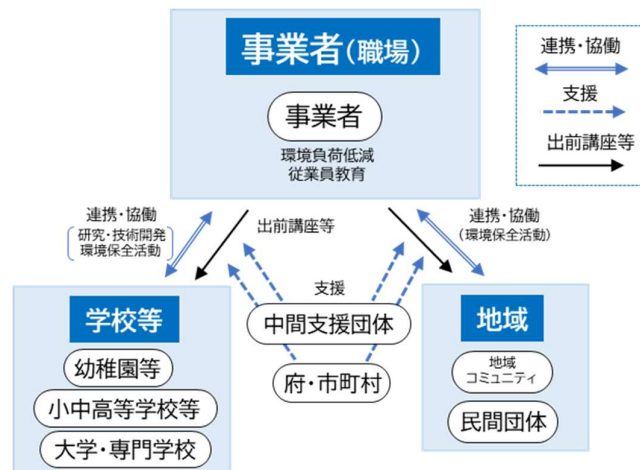 事業者(職場)
事業者
環境負荷低減
従業員教育
連携・協働
支援
出前講座等
連携・協働
研究・技術開発
環境保全活動
出前講座等
連携・協働
(環境保全活動)
支援
学校等
幼稚園等
小中高等学校等
大学・専門学校
中間支援団体
府・市町村
地域
地域
コミュニティ
民間団体